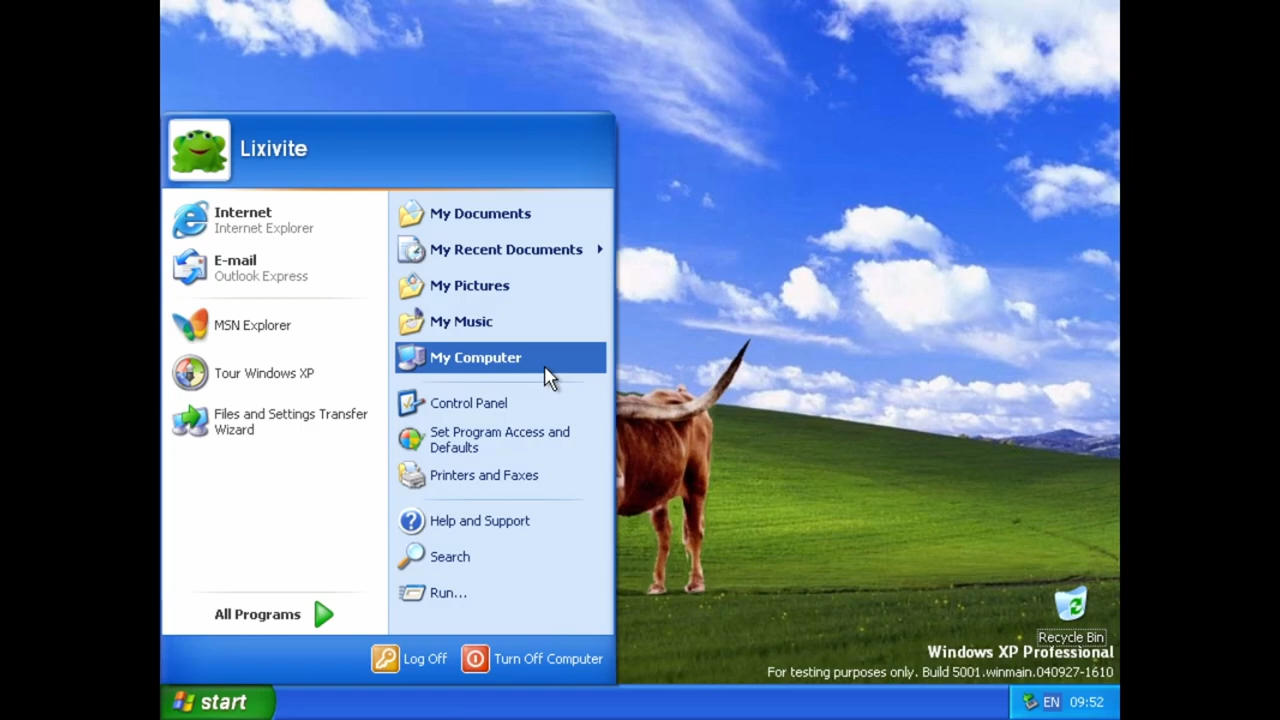 Lixivite
Internet
Internet Explorer
E-mail
Outlook Express
MSN Explorer
Tour Windows XP
Files and Settings Transfer
Wizard
All Programs
My Documents
My Recent Documents
My Pictures
My Music
My Computer
Control Panel
Set Program Access and
Defaults
Printers and Faxes
Help and Support
Search
Run...
Log Off
Turn Off Computer
Recycle Bin
Windows XP Professional
For testing purposes only. Build 5001.winmain.040927-1610
start
EN
09:52